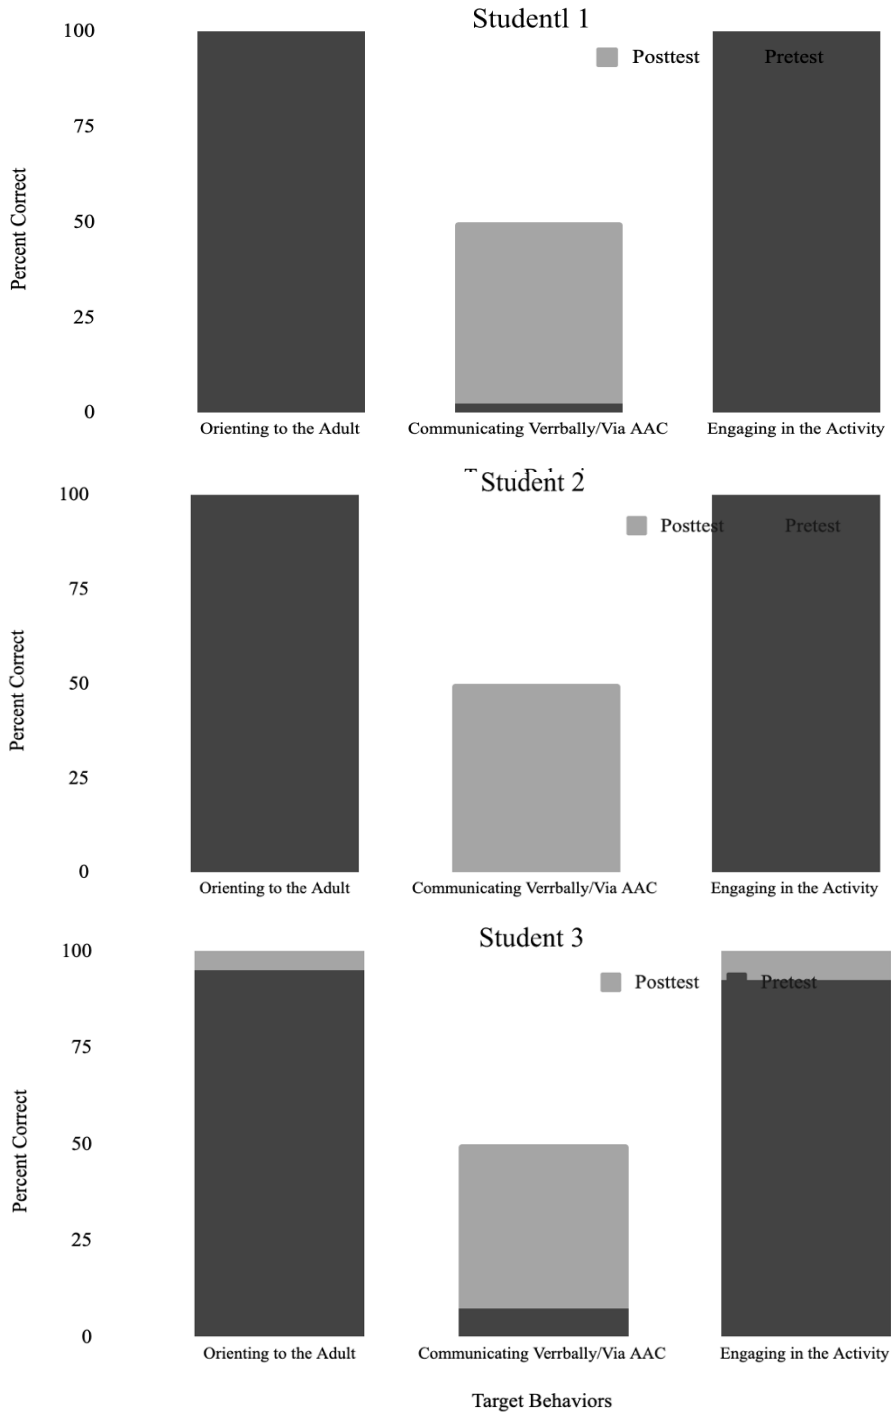 Studentl 1
100
Posttest Pretest
75
50
25
0
Percent Correct
Orienting to the Adult Communicating Verrbally/Via AAC Engaging in the Activity
Student 2
100
Posttest Pretest
75
50
25
0
Percent Correct
Orienting to the Adult Communicating Verrbally/Via AAC Engaging in the Activity
Student 3
100
Posttest Pretest
75
50
25
0
Percent Correct
Orienting to the Adult Communicating Verrbally/Via AAC Engaging in the Activity
Target Behaviors